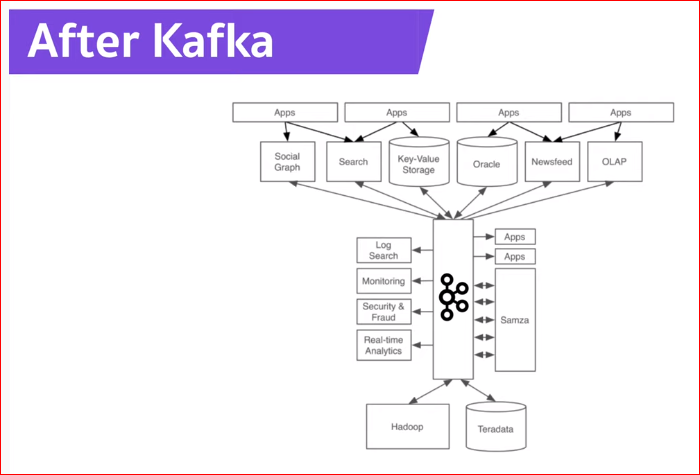 After Kafka
Apps
Apps
Apps
Apps
Social
Graph
Search
Key-Value
Storage
Oracle
Newsfeed
OLAP
Log
Search
Monitoring
Security &
Fraud
Real-time
Analytics
Apps
Apps
Samza
Hadoop
Teradata